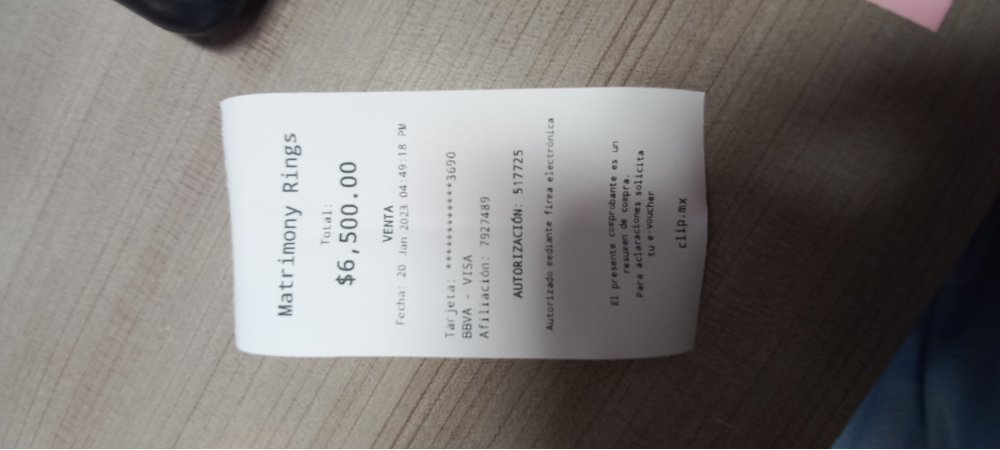 Matrimony Rings
Total:
$6,500.00
VENTA
Fecha: 20 Jan 2023 04:49:18 PM
Tarjeta: ************3690
BBVA - VISA
Afiliación: 7927489
AUTORIZACIÓN: 517725
Autorizado mediante firma electrónica
El presente comprobante es un
resumen de compra.
Para aclaraciones solicita
tu e-voucher
clip.mx